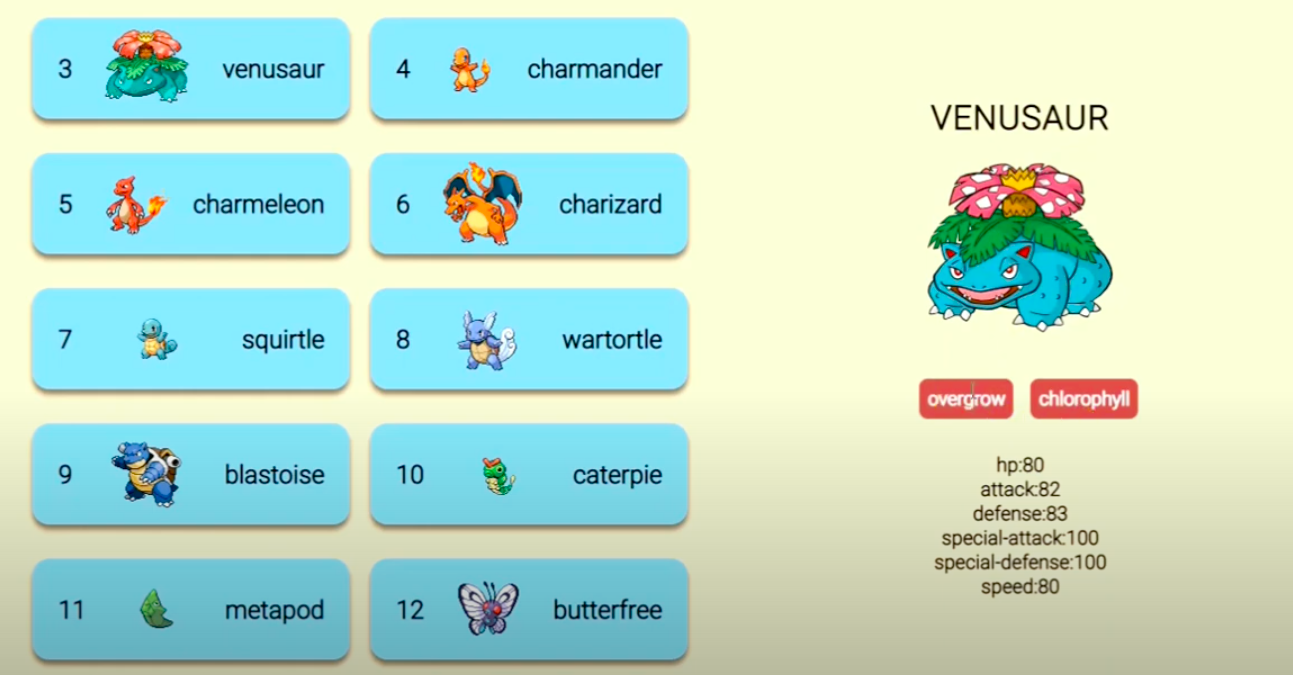 3 venusaur
4 charmander
5 charmeleon
6 charizard
7 squirtle
8 wartortle
9 blastoise
10 caterpie
11 metapod
12 butterfree
VENUSAUR
overgrow chlorophyll
hp:80
attack:82
defense:83
special-attack:100
special-defense:100
speed:80